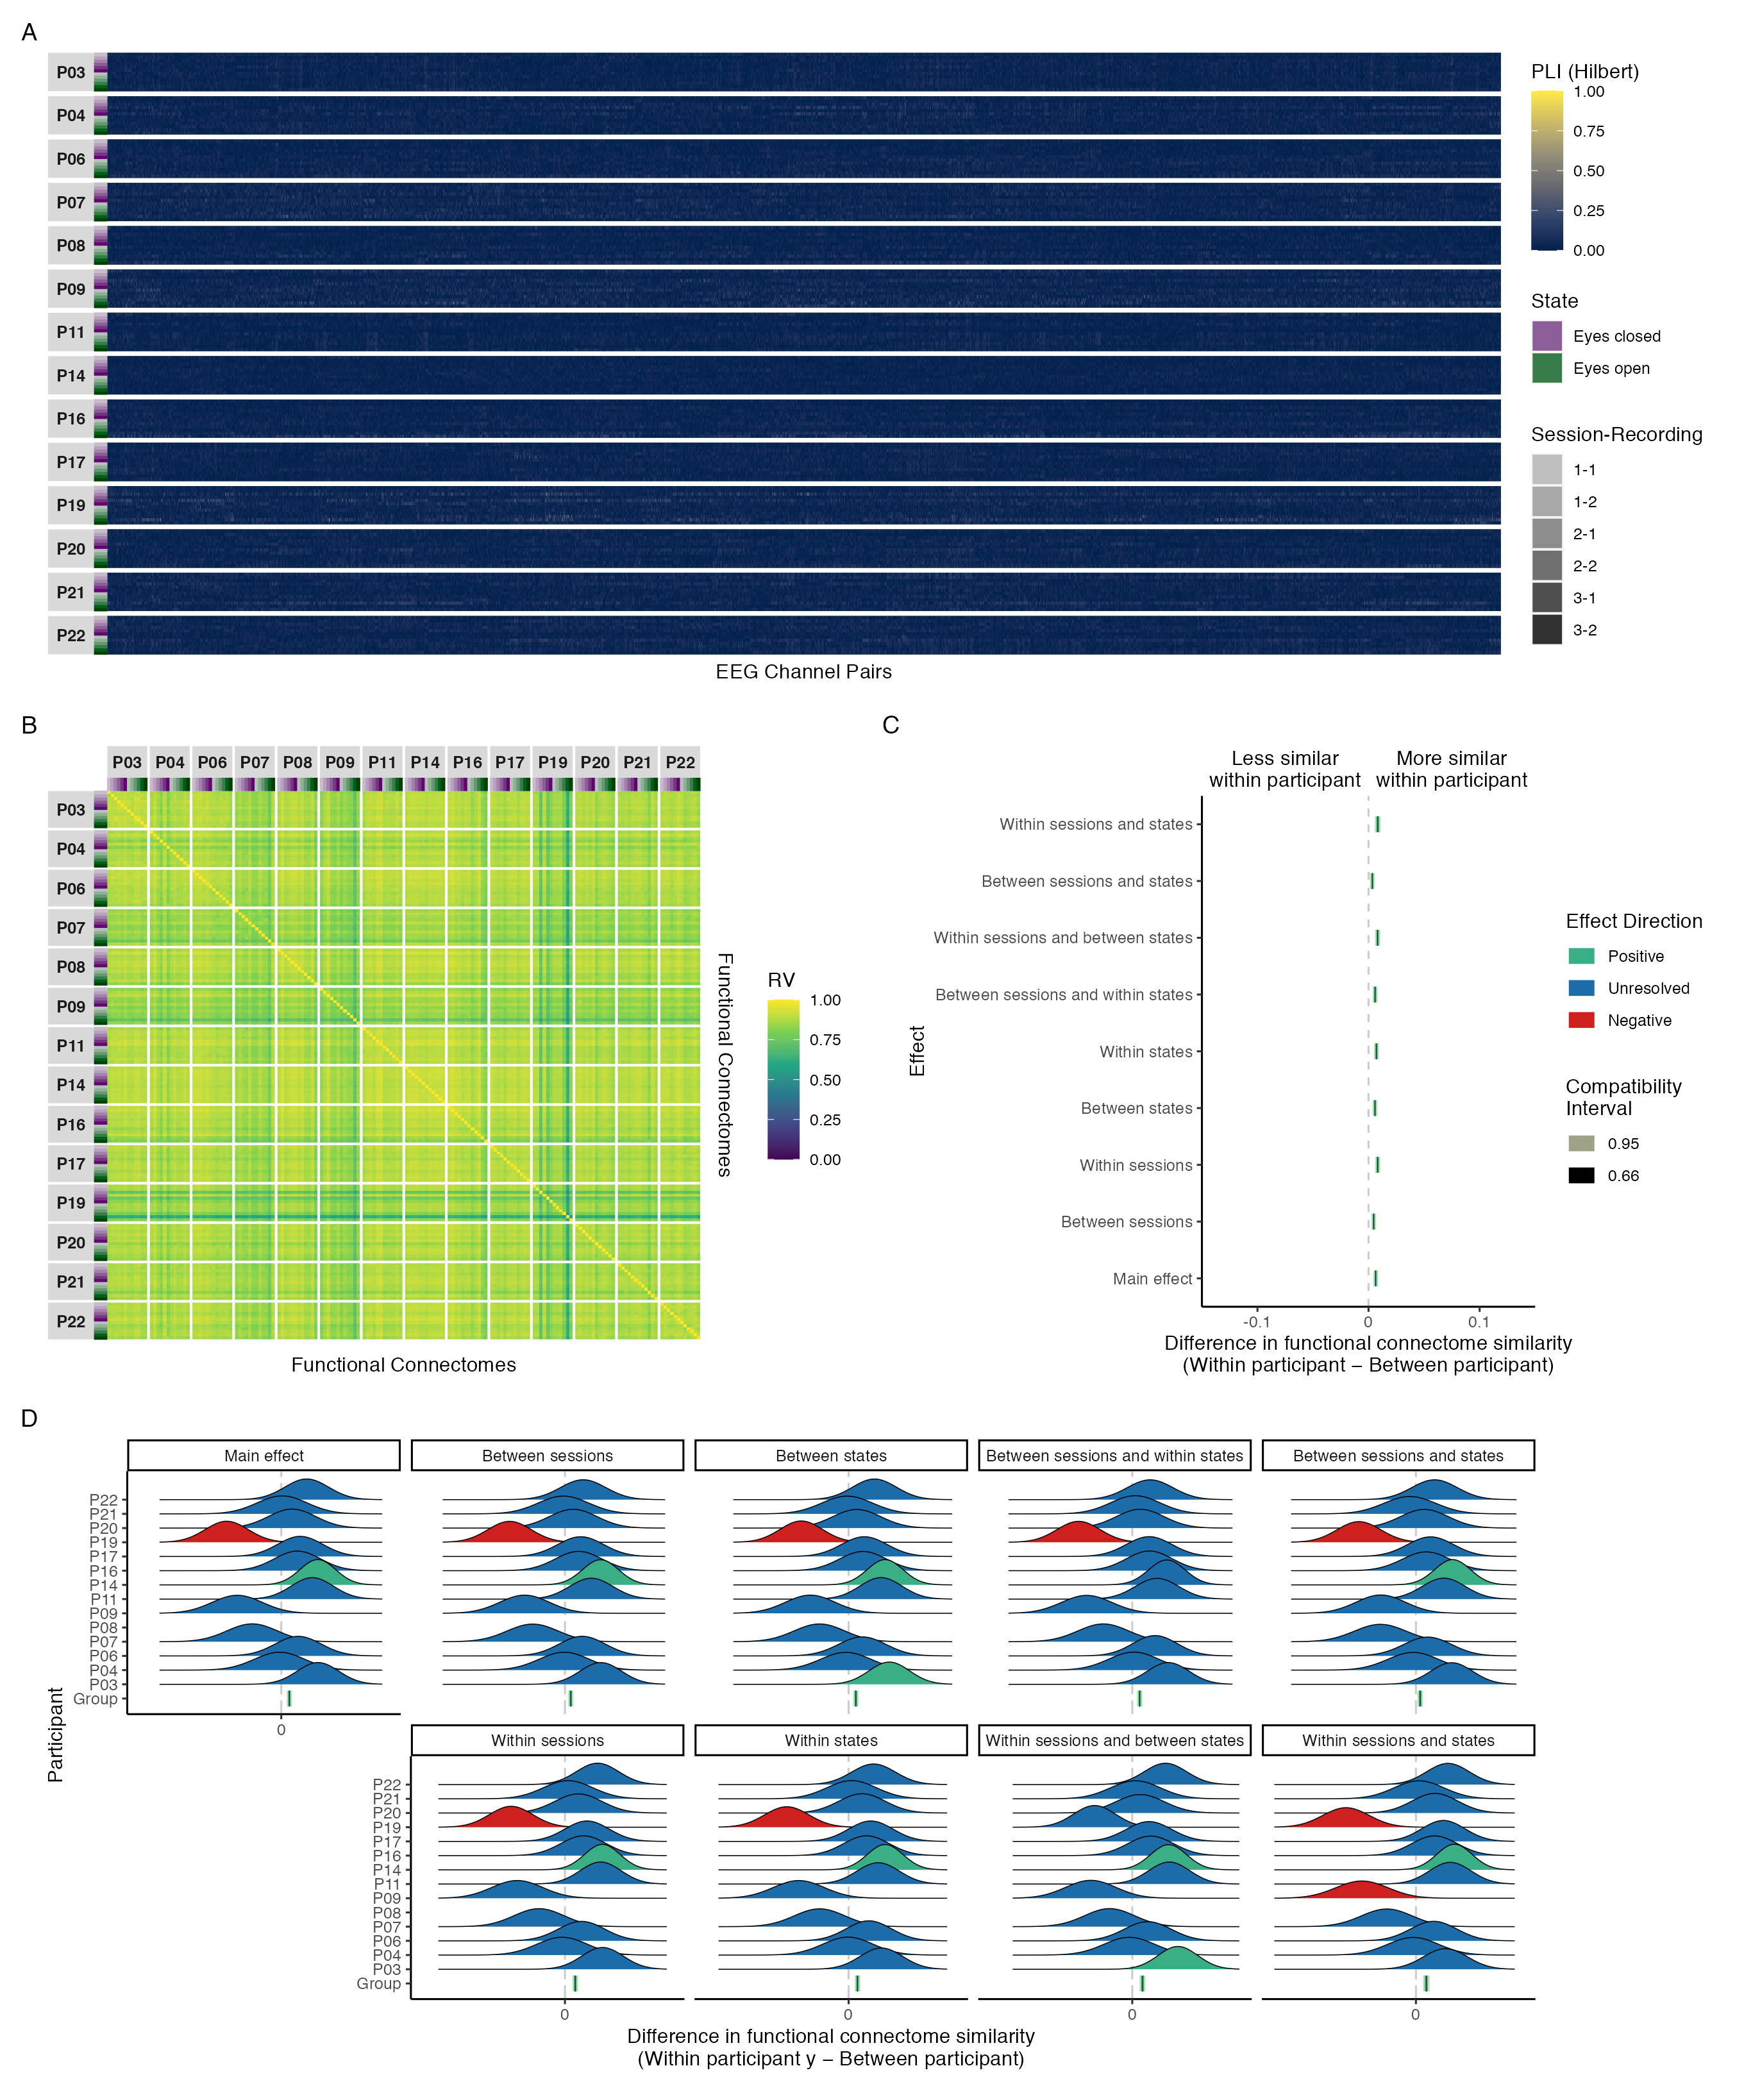 A
P03
P04
P06
P07
P08
P09
P11
P14
P16
P17
P19
P20
P21
P22
EEG Channel Pairs
PLI (Hilbert)
1.00
0.75
0.50
0.25
0.00
State
Eyes closed
Eyes open
Session-Recording
1-1
1-2
2-1
2-2
3-1
3-2
B
P03 P04 P06 P07 P08 P09 P11 P14 P16 P17 P19 P20 P21 P22
P03
P04
P06
P07
P08
P09
P11
P14
P16
P17
P19
P20
P21
P22
Functional Connectomes
Functional Connectomes
RV
1.00
0.75
0.50
0.25
0.00
C
Less similar
within participant
More similar
within participant
Effect
Within sessions and states
Between sessions and states
Within sessions and between states
Between sessions and within states
Within states
Between states
Within sessions
Between sessions
Main effect
-0.1 0 0.1
Difference in functional connectome similarity
(Within participant – Between participant)
Effect Direction
Positive
Unresolved
Negative
Compatibility
Interval
0.95
0.66
D
Main effect
Between sessions
Between states
Between sessions and within states
Between sessions and states
Participant
P22
P21
P20
P19
P17
P16
P14
P11
P09
P08
P07
P06
P04
P03
Group
0
Within sessions
Within states
Within sessions and between states
Within sessions and states
P22
P21
P20
P19
P17
P16
P14
P11
P09
P08
P07
P06
P04
P03
Group
0 0 0 0
Difference in functional connectome similarity
(Within participant y – Between participant)